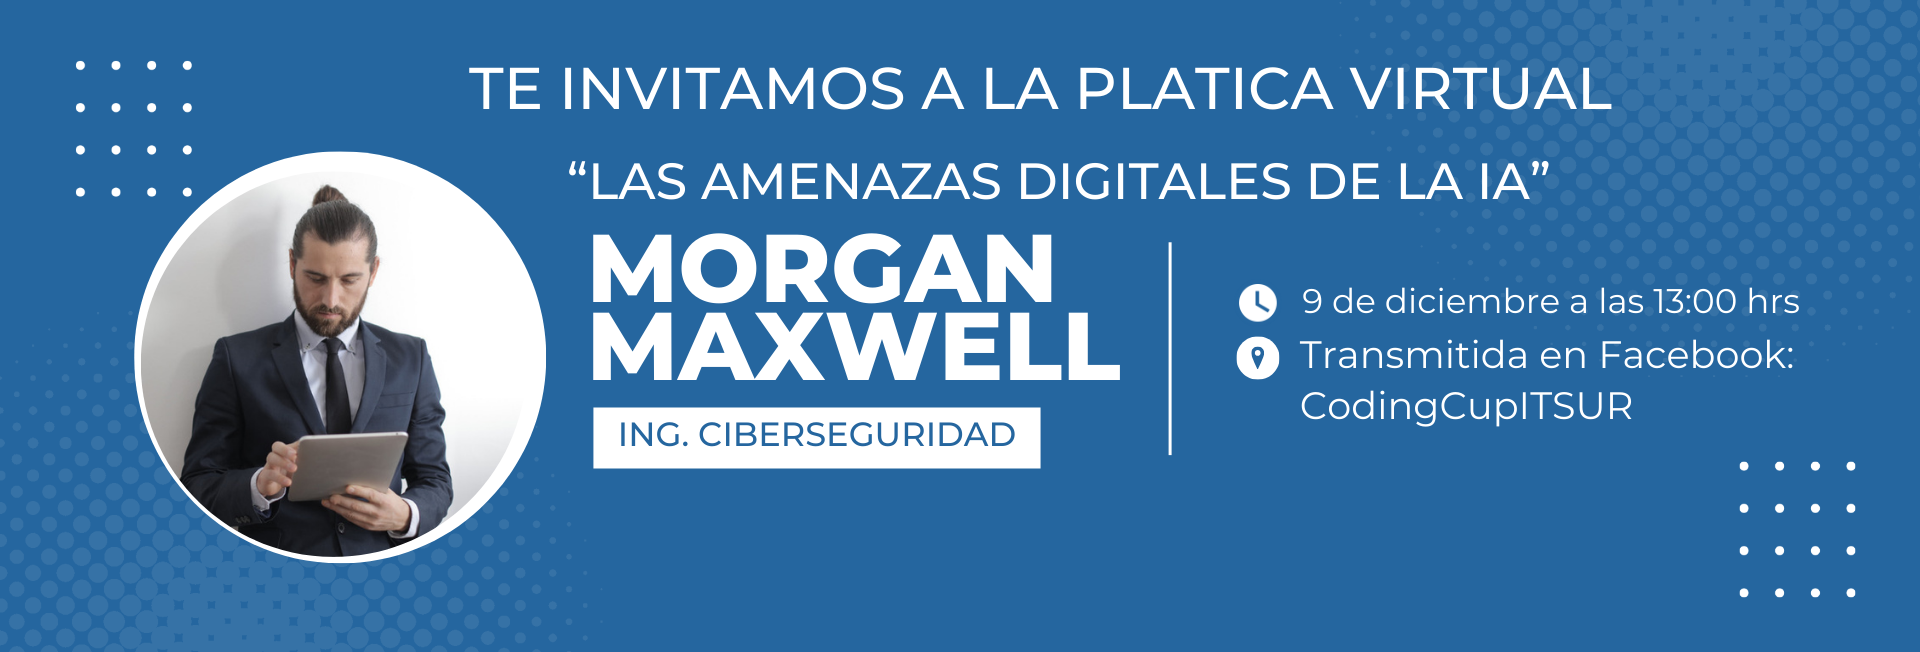 TE INVITAMOS A LA PLATICA VIRTUAL
“LAS AMENAZAS DIGITALES DE LA IA”
MORGAN
MAXWELL
ING. CIBERSEGURIDAD
9 de diciembre a las 13:00 hrs
Transmitida en Facebook:
CodingCupITSUR